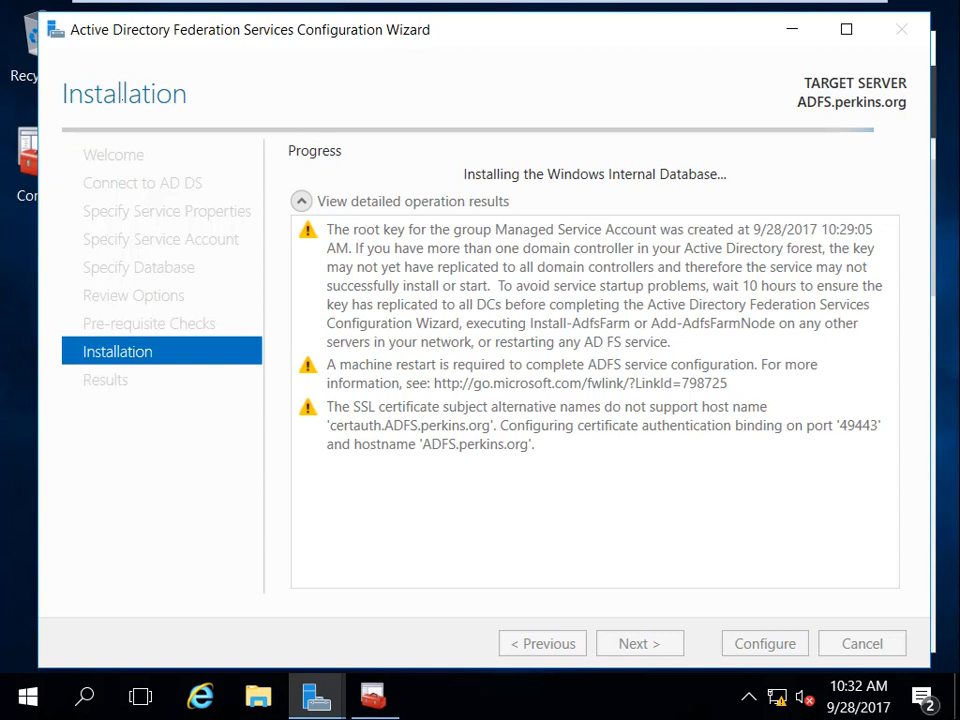 Active Directory Federation Services Configuration Wizard
Recy
Con
Installation
TARGET SERVER
ADFS.perkins.org
Welcome
Connect to AD DS
Specify Service Properties
Specify Service Account
Specify Database
Review Options
Pre-requisite Checks
Installation
Results
Progress
Installing the Windows Internal Database...
View detailed operation results
The root key for the group Managed Service Account was created at 9/28/2017 10:29:05
AM. If you have more than one domain controller in your Active Directory forest, the key
may not yet have replicated to all domain controllers and therefore the service may not
successfully install or start.  To avoid service startup problems, wait 10 hours to ensure the
key has replicated to all DCs before completing the Active Directory Federation Services
Configuration Wizard, executing Install-AdfsFarm or Add-AdfsFarmNode on any other
servers in your network, or restarting any AD FS service.
A machine restart is required to complete ADFS service configuration. For more
information, see: http://go.microsoft.com/fwlink/?LinkId=798725
The SSL certificate subject alternative names do not support host name
'certauth.ADFS.perkins.org'. Configuring certificate authentication binding on port '49443'
and hostname 'ADFS.perkins.org'.
< Previous
Next >
Configure
Cancel
10:32 AM
9/28/2017
2